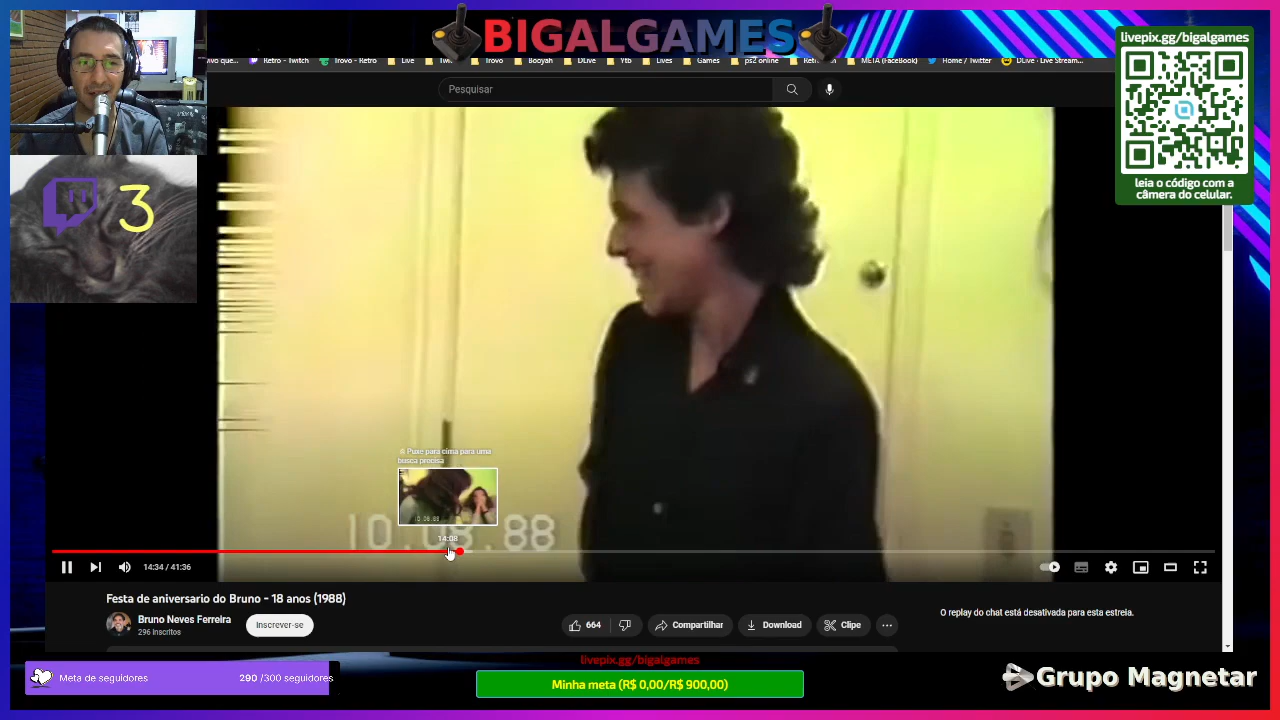 BIGALGAMES
livepix.gg/bigalgames
leia o código com a
câmera do celular.
vo que... Retro - Twitch Trovo - Retro Live Trovo Booyah DLive Ytb Lives Games ps2 online META (FaceBook) Home / Twitter DLive · Live Stream...
Pesquisar
3
Puxe para cima para uma
busca precisa
14:08
14:34 / 41:36
Festa de aniversario do Bruno - 18 anos (1988)
Bruno Neves Ferreira
296 inscritos
Inscrever-se
664
Compartilhar
Download
Clipe
O replay do chat está desativada para esta estreia.
livepix.gg/bigalgames
Meta de seguidores
290 /300 seguidores
Minha meta (R$ 0,00/R$ 900,00)
Grupo Magnetar